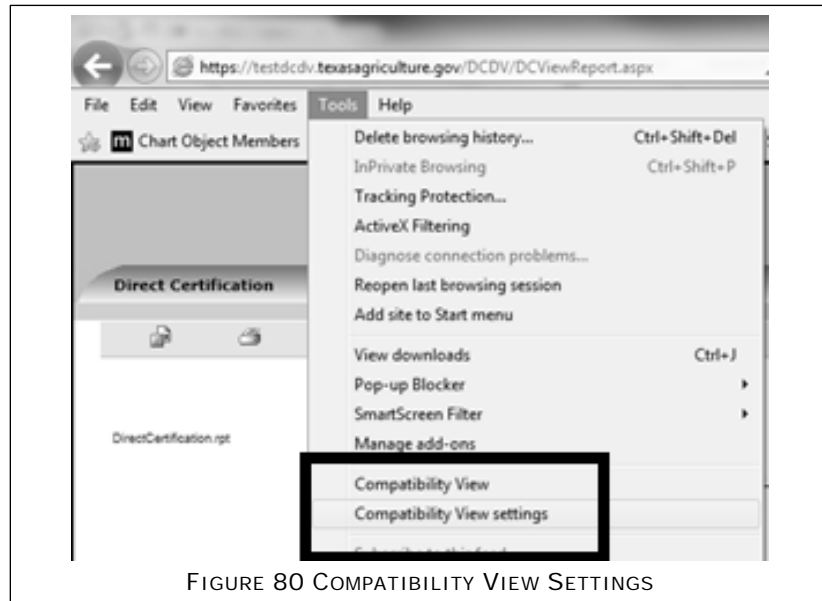 https://testdcdv.texasagriculture.gov/DCDV/DCViewReport.aspx
File Edit View Favorites Tools Help
m Chart Object Members
Delete browsing history... Ctrl+Shift+Del
InPrivate Browsing Ctrl+Shift+P
Tracking Protection...
ActiveX Filtering
Diagnose connection problems...
Direct Certification
Reopen last browsing session
Add site to Start menu
View downloads Ctrl+J
Pop-up Blocker
SmartScreen Filter
DirectCertification.rpt
Manage add-ons
Compatibility View
Compatibility View settings
FIGURE 80 COMPATIBILITY VIEW SETTINGS